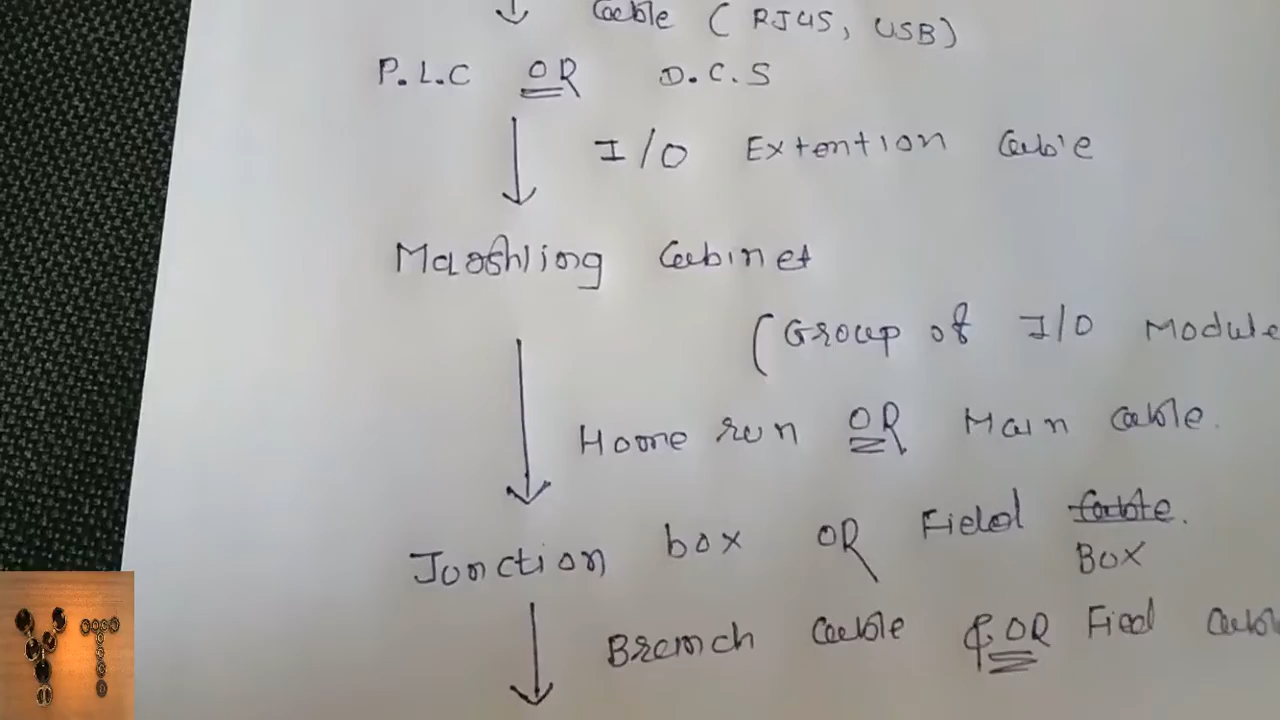 Cable ( RJ45, USB)
P.L.C OR D.C.S
I/O Extention Cable
Marshling Cabinet
(Group of I/O Module
Home run OR Main cable.
Junction box OR Field
Box
Branch Cable & OR Field Cable
YT